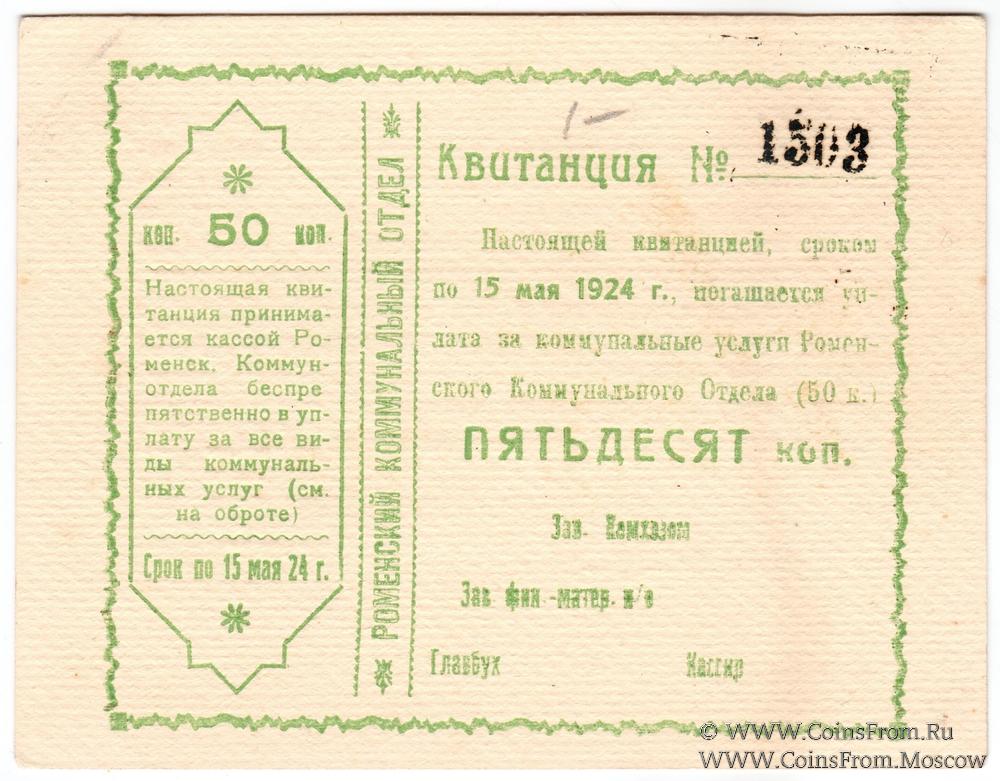 коп. 50 коп.
Настоящая кви-
танция принима-
ется кассой Ро-
менск. Коммун-
отдела беспре
пятственно в уп-
лату за все ви-
ды коммуналь-
ных услуг (см.
на обороте)
Срок по 15 мая 24 г.
РОМЕНСКИЙ КОММУНАЛЬНЫЙ ОТДЕЛ
Квитанция № 1503
Настоящей квитанцией, сроком
по 15 мая 1924 г., погашается уп-
лата за коммунальные услуги Ромен-
ского Коммунального Отдела (50 к.)
ПЯТЬДЕСЯТ коп.
Зав. Комхозом
Зав фин.-матер. п/о
Главбух Кассир
© WWW.CoinsFrom.Ru
WWW.CoinsFrom.Moscow